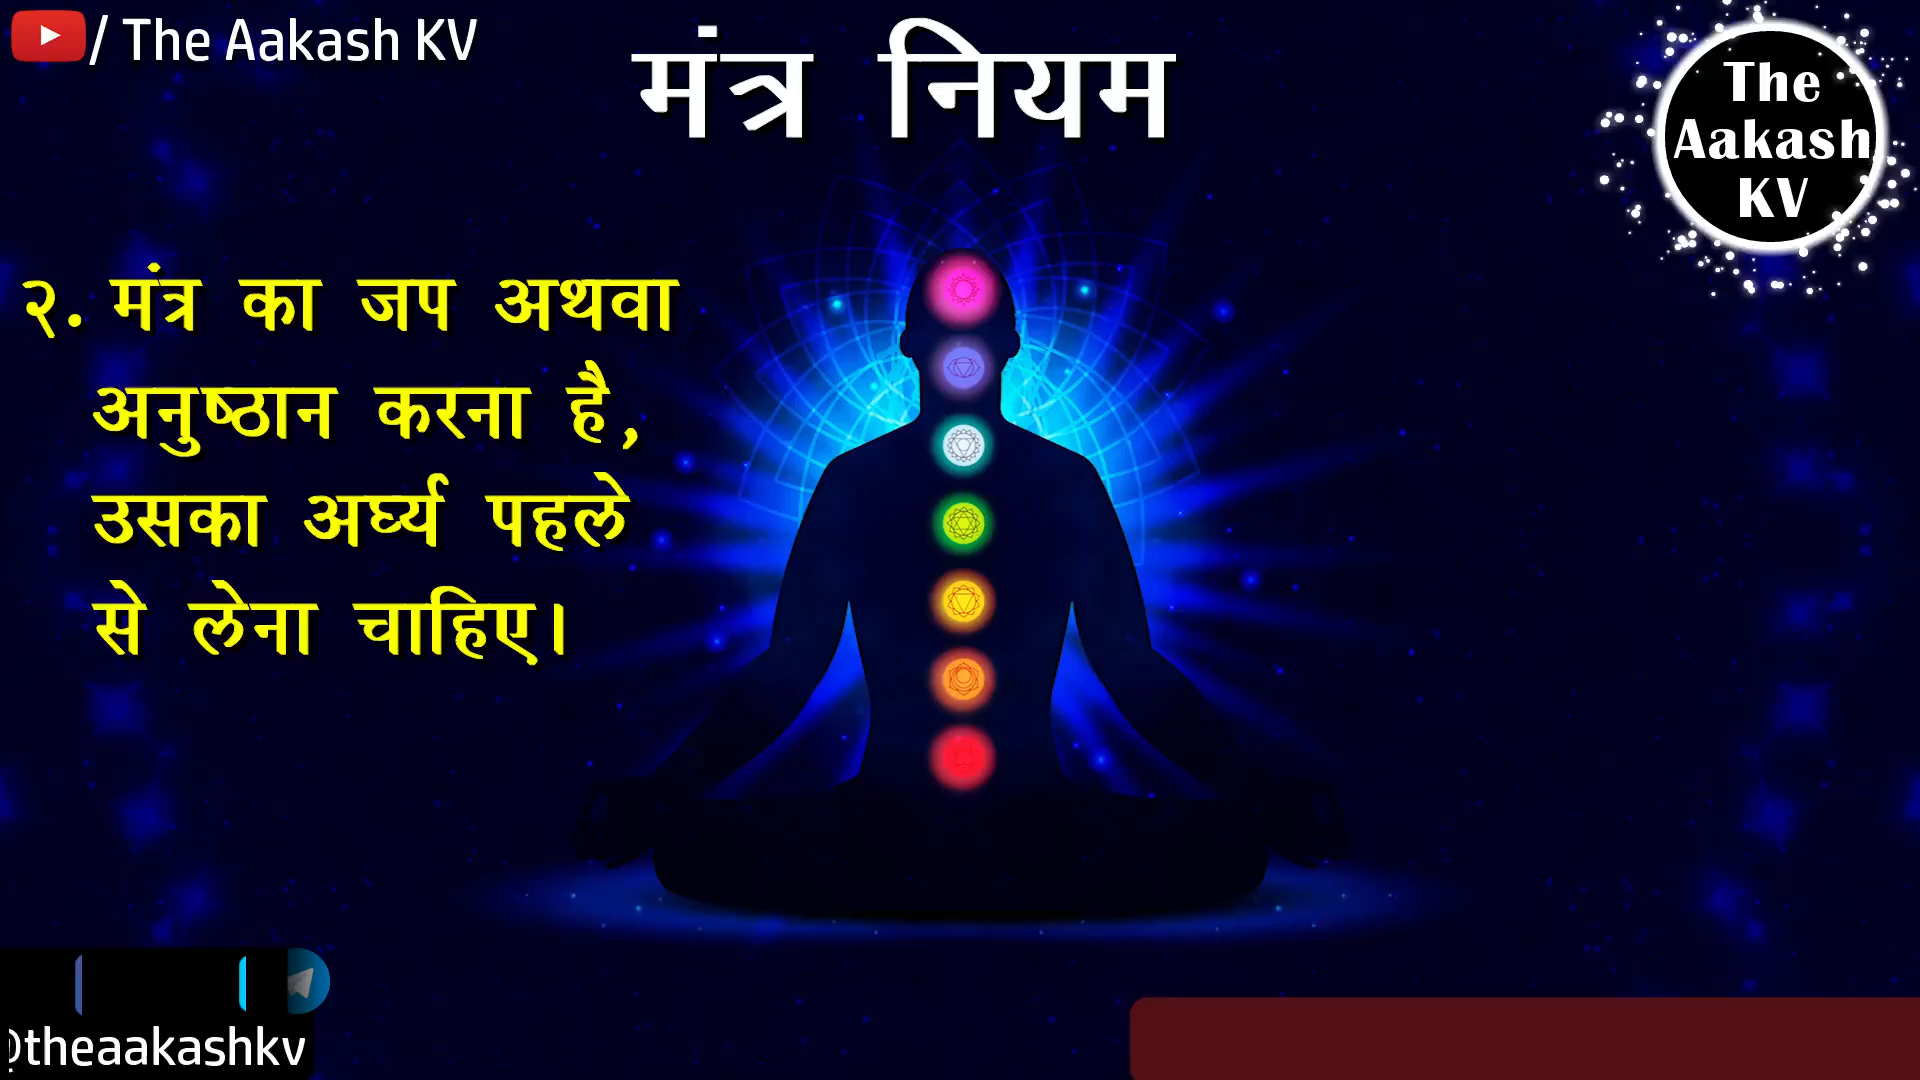 / The Aakash KV
मंत्र नियम
The
Aakash
KV
२. मंत्र का जप अथवा
अनुष्ठान करना है,
उसका अर्घ्य पहले
से लेना चाहिए।
@theaakashkv